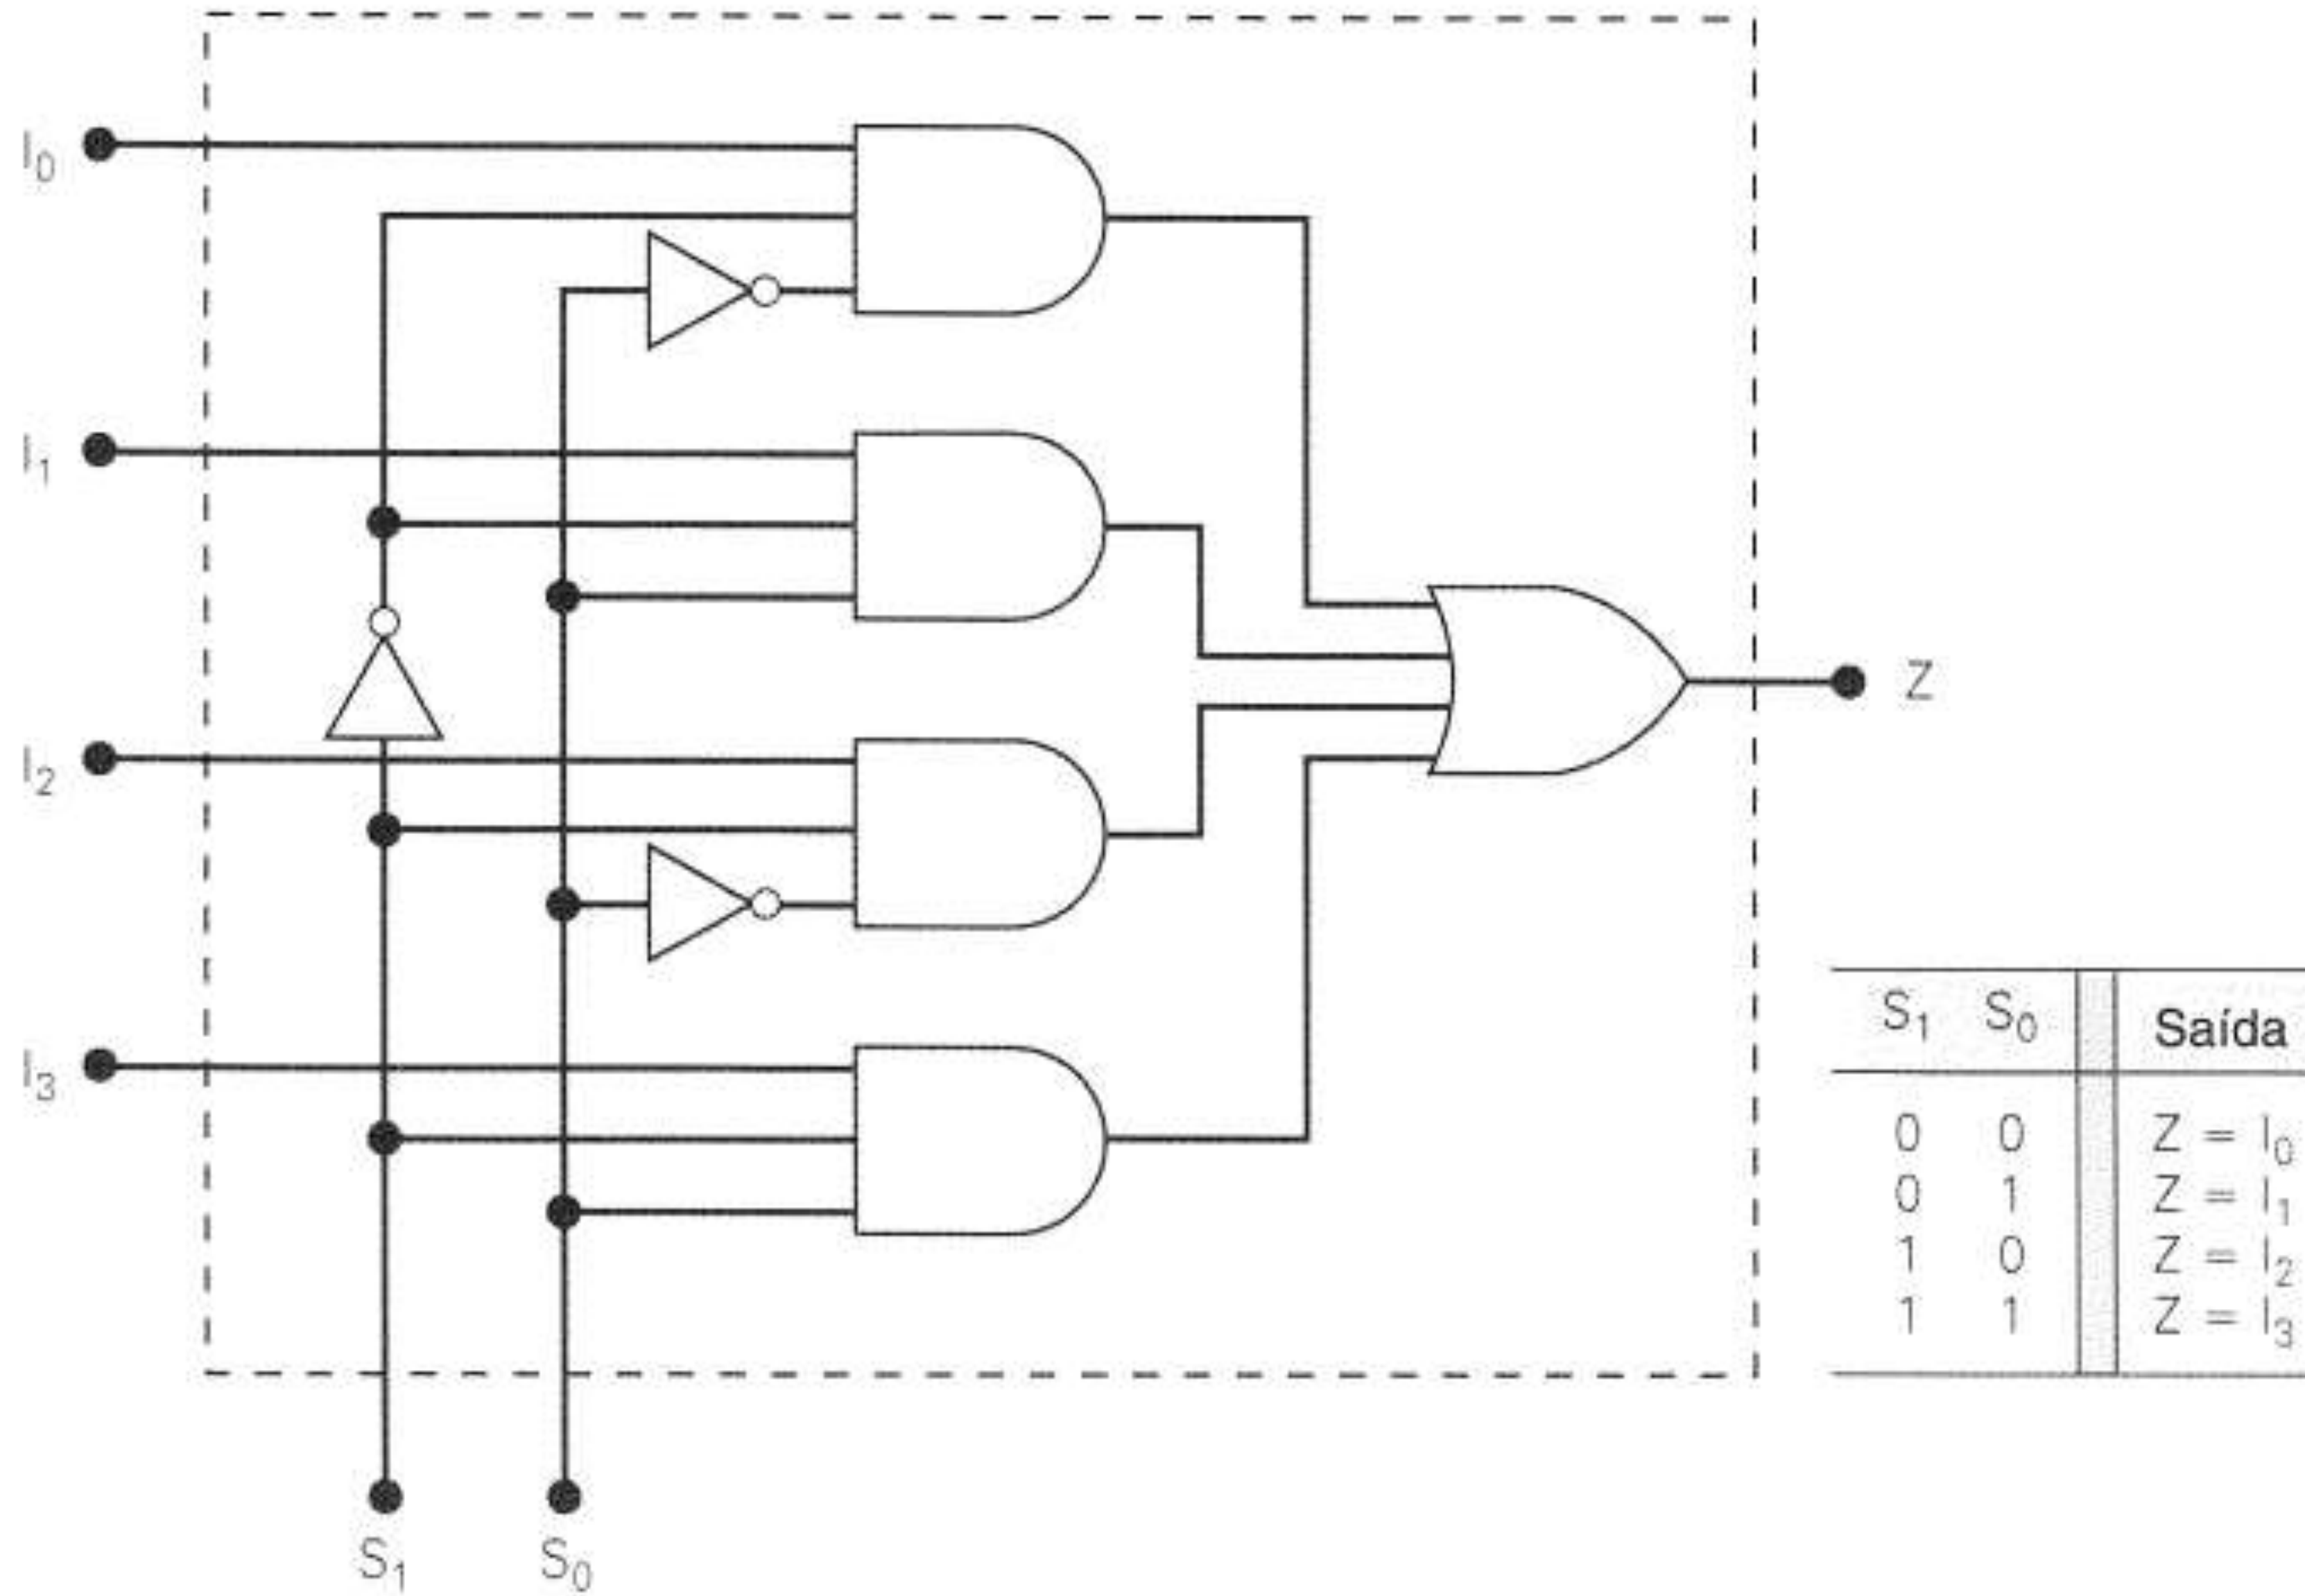 I₀
I₁
I₂
I₃
Z
S₁ S₀ Saída
0 0 Z = I₀
0 1 Z = I₁
1 0 Z = I₂
1 1 Z = I₃
S₁ S₀